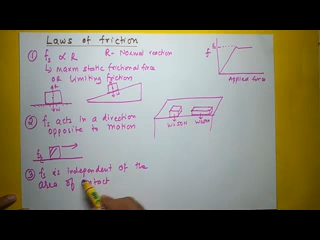 Laws of friction
① fs ∝ R R - Normal reaction
↳ maxm static frictional force
OR Limiting friction
② fs acts in a direction
opposite to motion
③ fs is independent of the
area of contact
Applied force